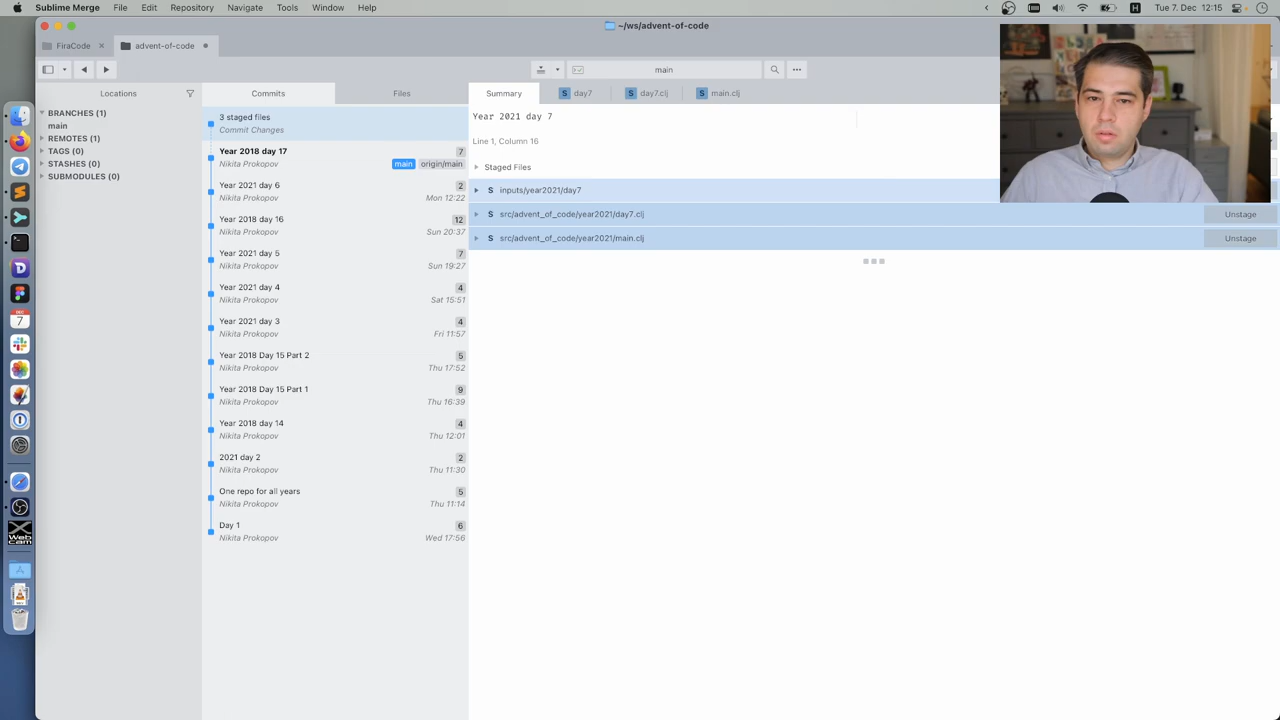 Sublime Merge File Edit Repository Navigate Tools Window Help Tue 7. Dec 12:15
~/ws/advent-of-code
FiraCode advent-of-code
main
Locations
BRANCHES (1)
main
REMOTES (1)
TAGS (0)
STASHES (0)
SUBMODULES (0)
Commits Files
3 staged files
Commit Changes
Year 2018 day 17 7
Nikita Prokopov main origin/main
Year 2021 day 6 2
Nikita Prokopov Mon 12:22
Year 2018 day 16 12
Nikita Prokopov Sun 20:37
Year 2021 day 5 7
Nikita Prokopov Sun 19:27
Year 2021 day 4 4
Nikita Prokopov Sat 15:51
Year 2021 day 3 4
Nikita Prokopov Fri 11:57
Year 2018 Day 15 Part 2 5
Nikita Prokopov Thu 17:52
Year 2018 Day 15 Part 1 9
Nikita Prokopov Thu 16:39
Year 2018 day 14 4
Nikita Prokopov Thu 12:01
2021 day 2 2
Nikita Prokopov Thu 11:30
One repo for all years 5
Nikita Prokopov Thu 11:14
Day 1 6
Nikita Prokopov Wed 17:56
Summary S day7 S day7.clj S main.clj
Year 2021 day 7
Line 1, Column 16
Staged Files
S inputs/year2021/day7
S src/advent_of_code/year2021/day7.clj Unstage
S src/advent_of_code/year2021/main.clj Unstage
DEC
7
WebCam